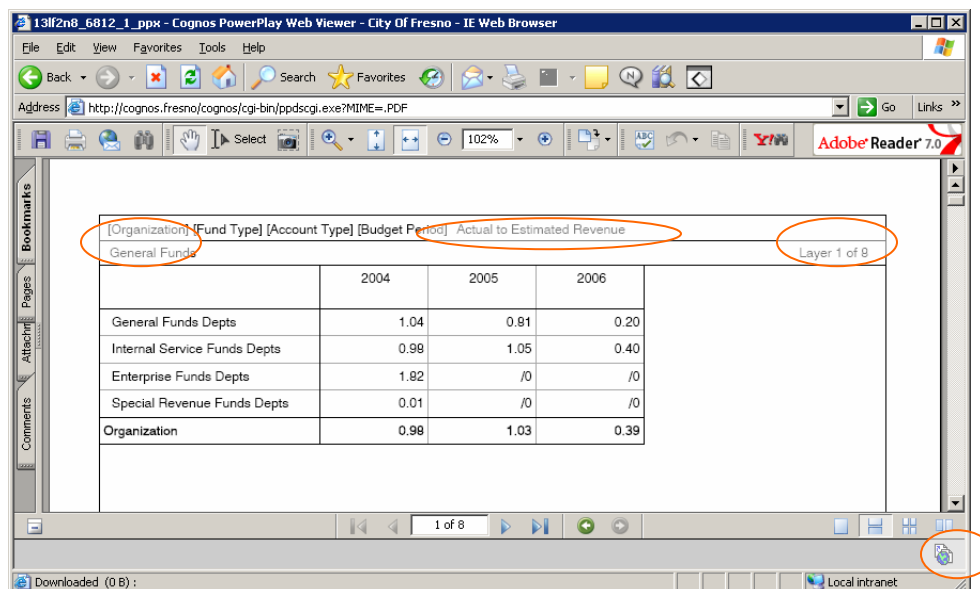 13lf2n8_6812_1_ppx - Cognos PowerPlay Web Viewer - City Of Fresno - IE Web Browser
File Edit View Favorites Tools Help
Back Search Favorites
Address http://cognos.fresno/cognos/cgi-bin/ppdscgi.exe?MIME=.PDF Go Links »
Select 102% Y! Adobe Reader 7.0
Bookmarks
Pages
Attachm
Comments
[Organization] [Fund Type] [Account Type] [Budget Period] Actual to Estimated Revenue
General Funds Layer 1 of 8
2004 2005 2006
General Funds Depts 1.04 0.81 0.20
Internal Service Funds Depts 0.98 1.05 0.40
Enterprise Funds Depts 1.82 /0 /0
Special Revenue Funds Depts 0.01 /0 /0
Organization 0.98 1.03 0.39
1 of 8
Downloaded (0 B) : Local intranet